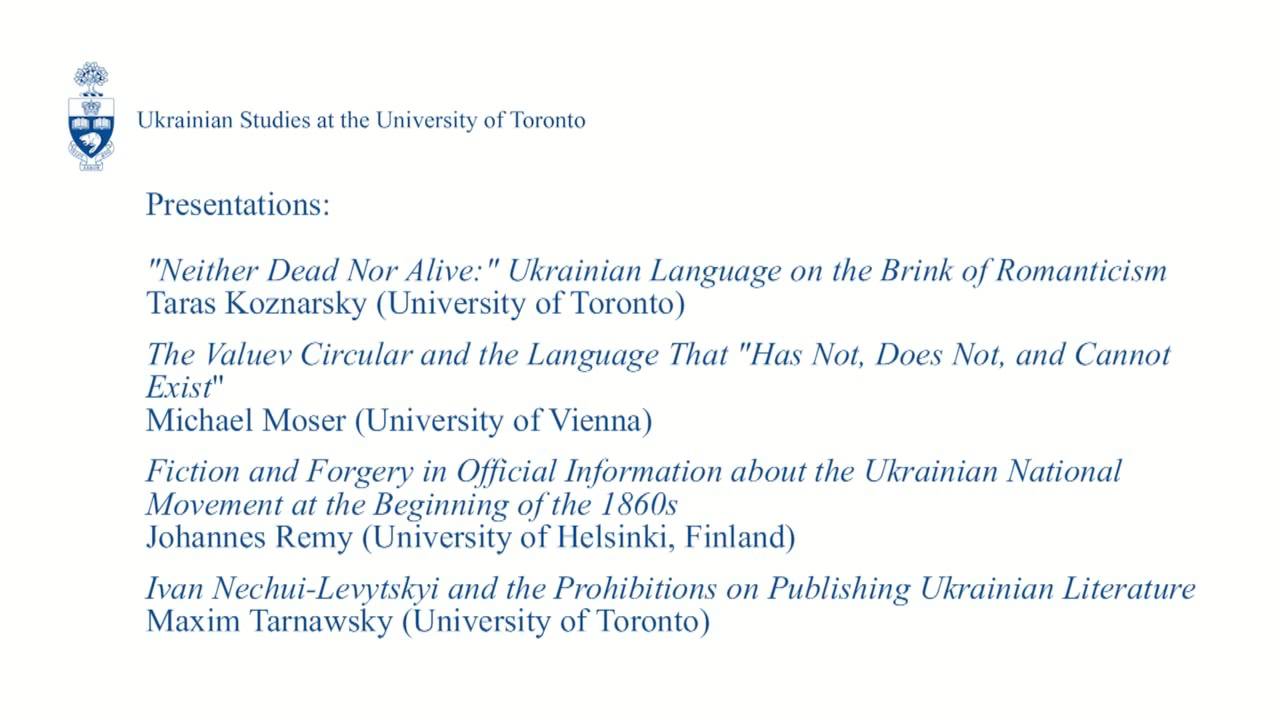 Ukrainian Studies at the University of Toronto
Presentations:
"Neither Dead Nor Alive:" Ukrainian Language on the Brink of Romanticism
Taras Koznarsky (University of Toronto)
The Valuev Circular and the Language That "Has Not, Does Not, and Cannot
Exist"
Michael Moser (University of Vienna)
Fiction and Forgery in Official Information about the Ukrainian National
Movement at the Beginning of the 1860s
Johannes Remy (University of Helsinki, Finland)
Ivan Nechui-Levytskyi and the Prohibitions on Publishing Ukrainian Literature
Maxim Tarnawsky (University of Toronto)